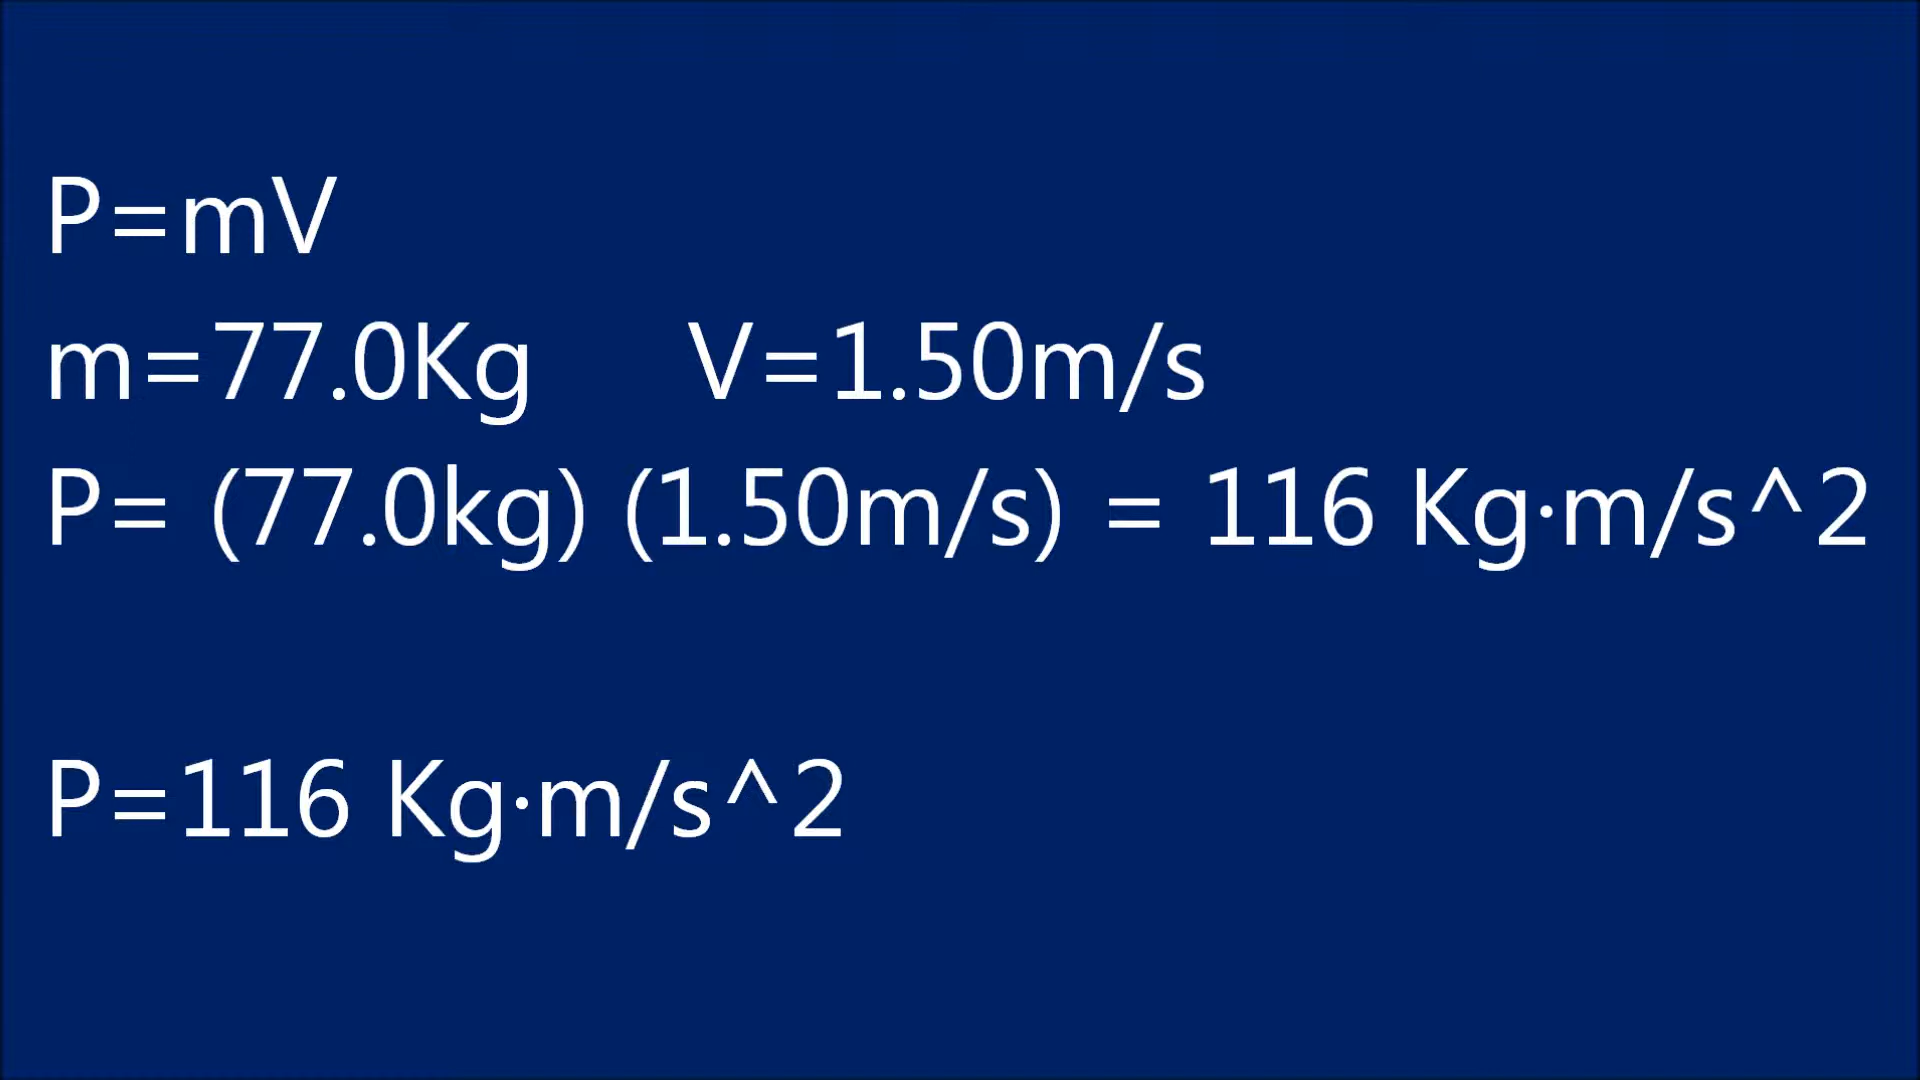 P=mV
m=77.0Kg V=1.50m/s
P= (77.0kg) (1.50m/s) = 116 Kg·m/s^2
P=116 Kg·m/s^2